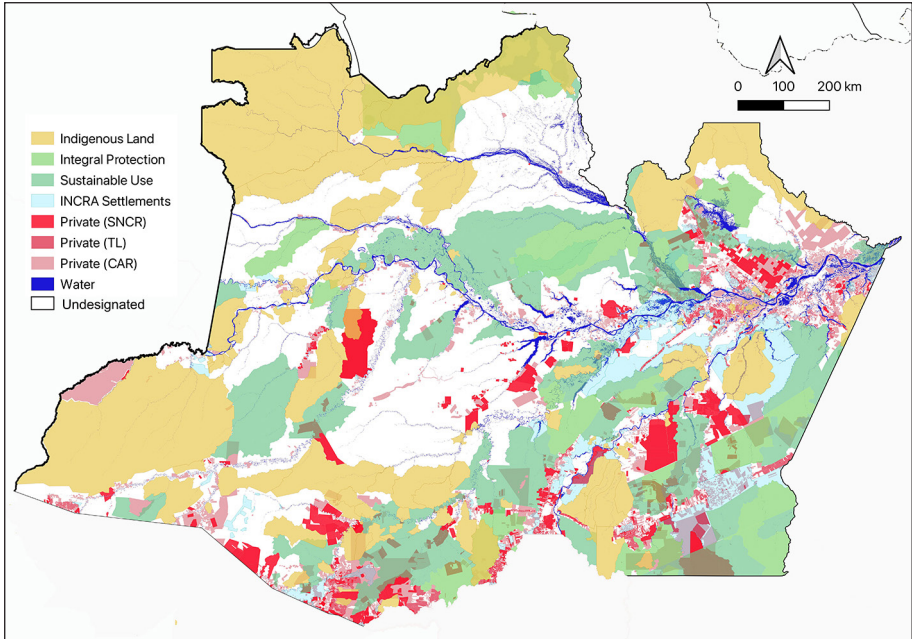 0 100 200 km
Indigenous Land
Integral Protection
Sustainable Use
INCRA Settlements
Private (SNCR)
Private (TL)
Private (CAR)
Water
Undesignated